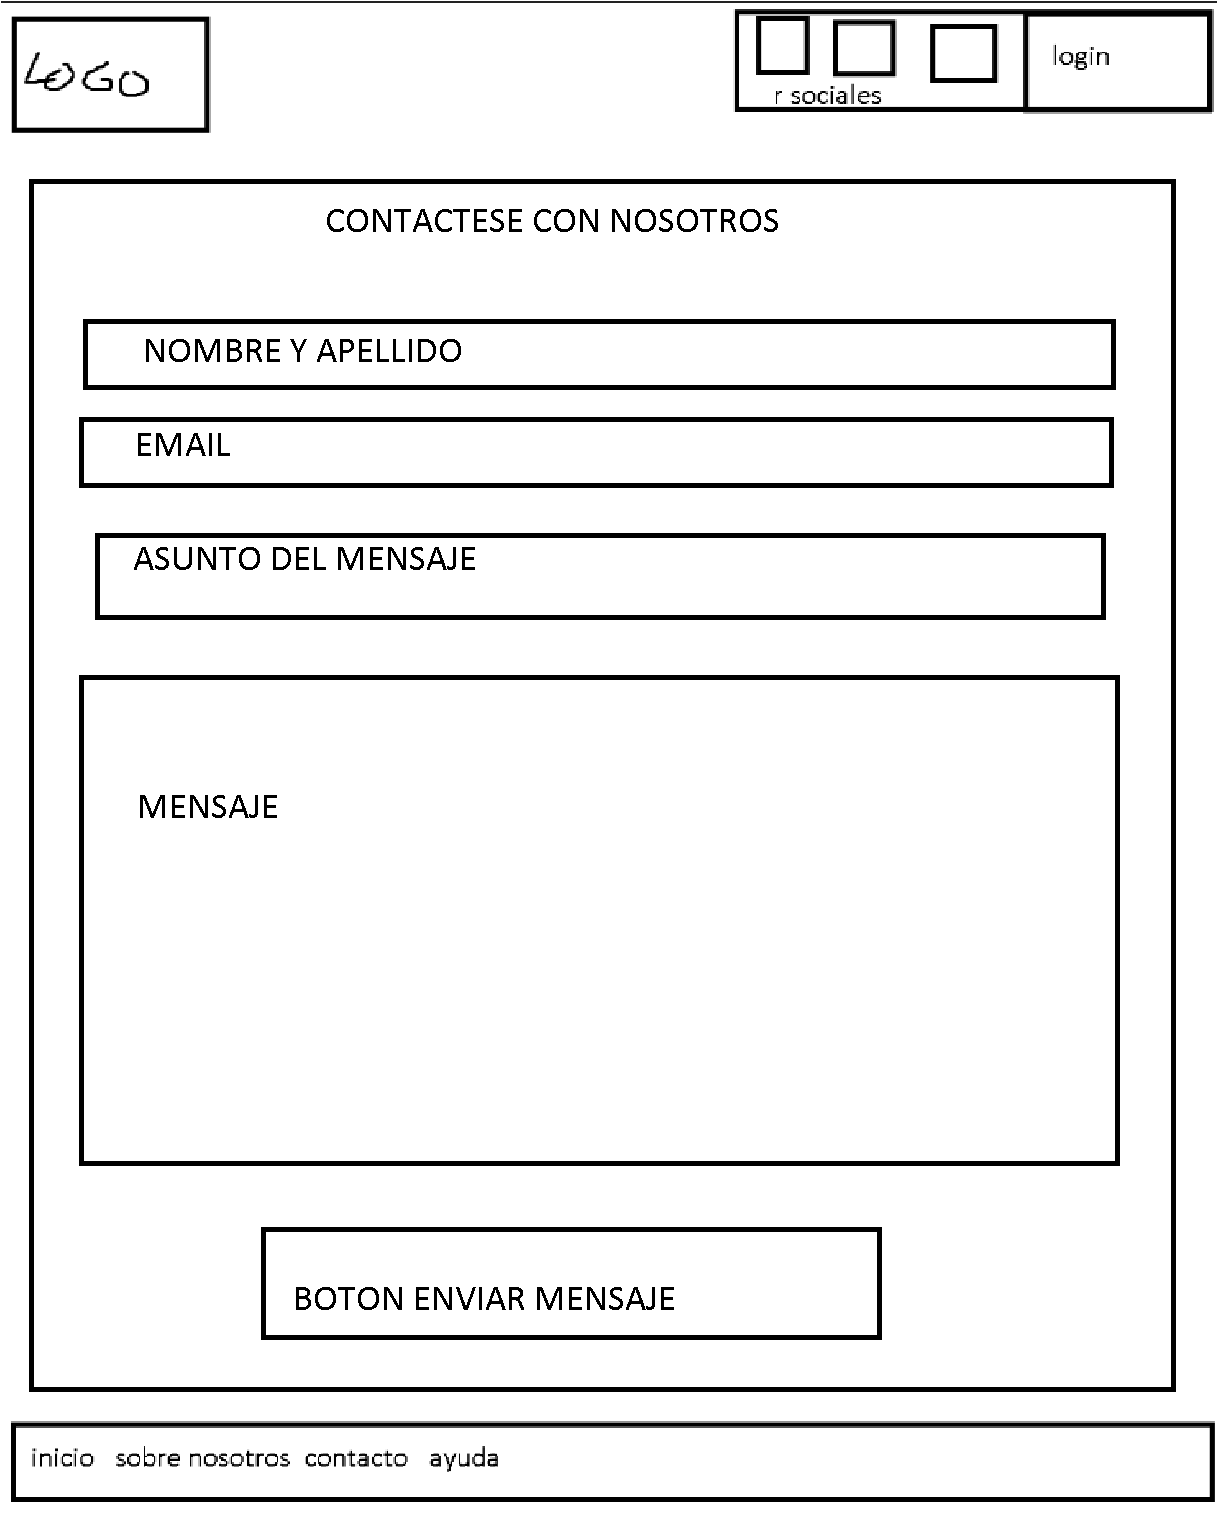 LOGO
login
r sociales
CONTACTESE CON NOSOTROS
NOMBRE Y APELLIDO
EMAIL
ASUNTO DEL MENSAJE
MENSAJE
BOTON ENVIAR MENSAJE
inicio sobre nosotros contacto ayuda